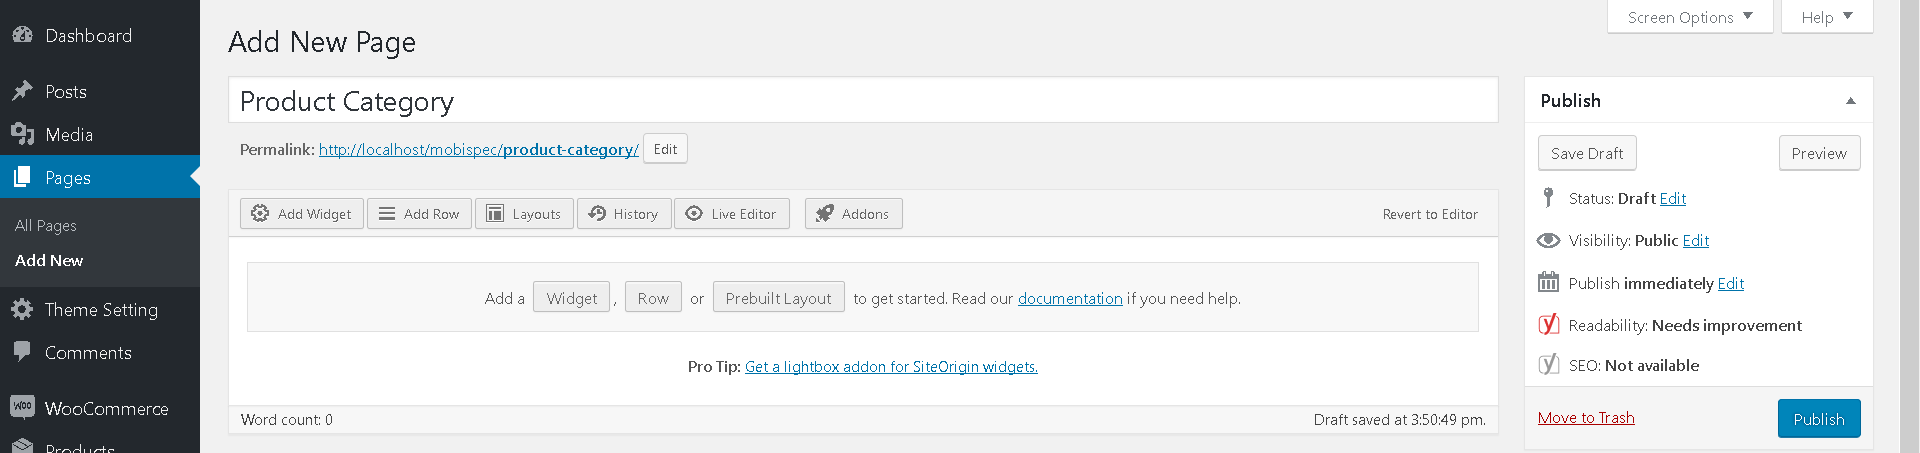 Dashboard
Posts
Media
Pages
All Pages
Add New
Theme Setting
Comments
WOO WooCommerce
Products
Screen Options
Help
Add New Page
Product Category
Permalink: http://localhost/mobispec/product-category/ Edit
Add Widget Add Row Layouts History Live Editor Addons Revert to Editor
Add a Widget , Row or Prebuilt Layout to get started. Read our documentation if you need help.
Pro Tip: Get a lightbox addon for SiteOrigin widgets.
Word count: 0 Draft saved at 3:50:49 pm.
Publish
Save Draft Preview
Status: Draft Edit
Visibility: Public Edit
Publish immediately Edit
Readability: Needs improvement
SEO: Not available
Move to Trash Publish